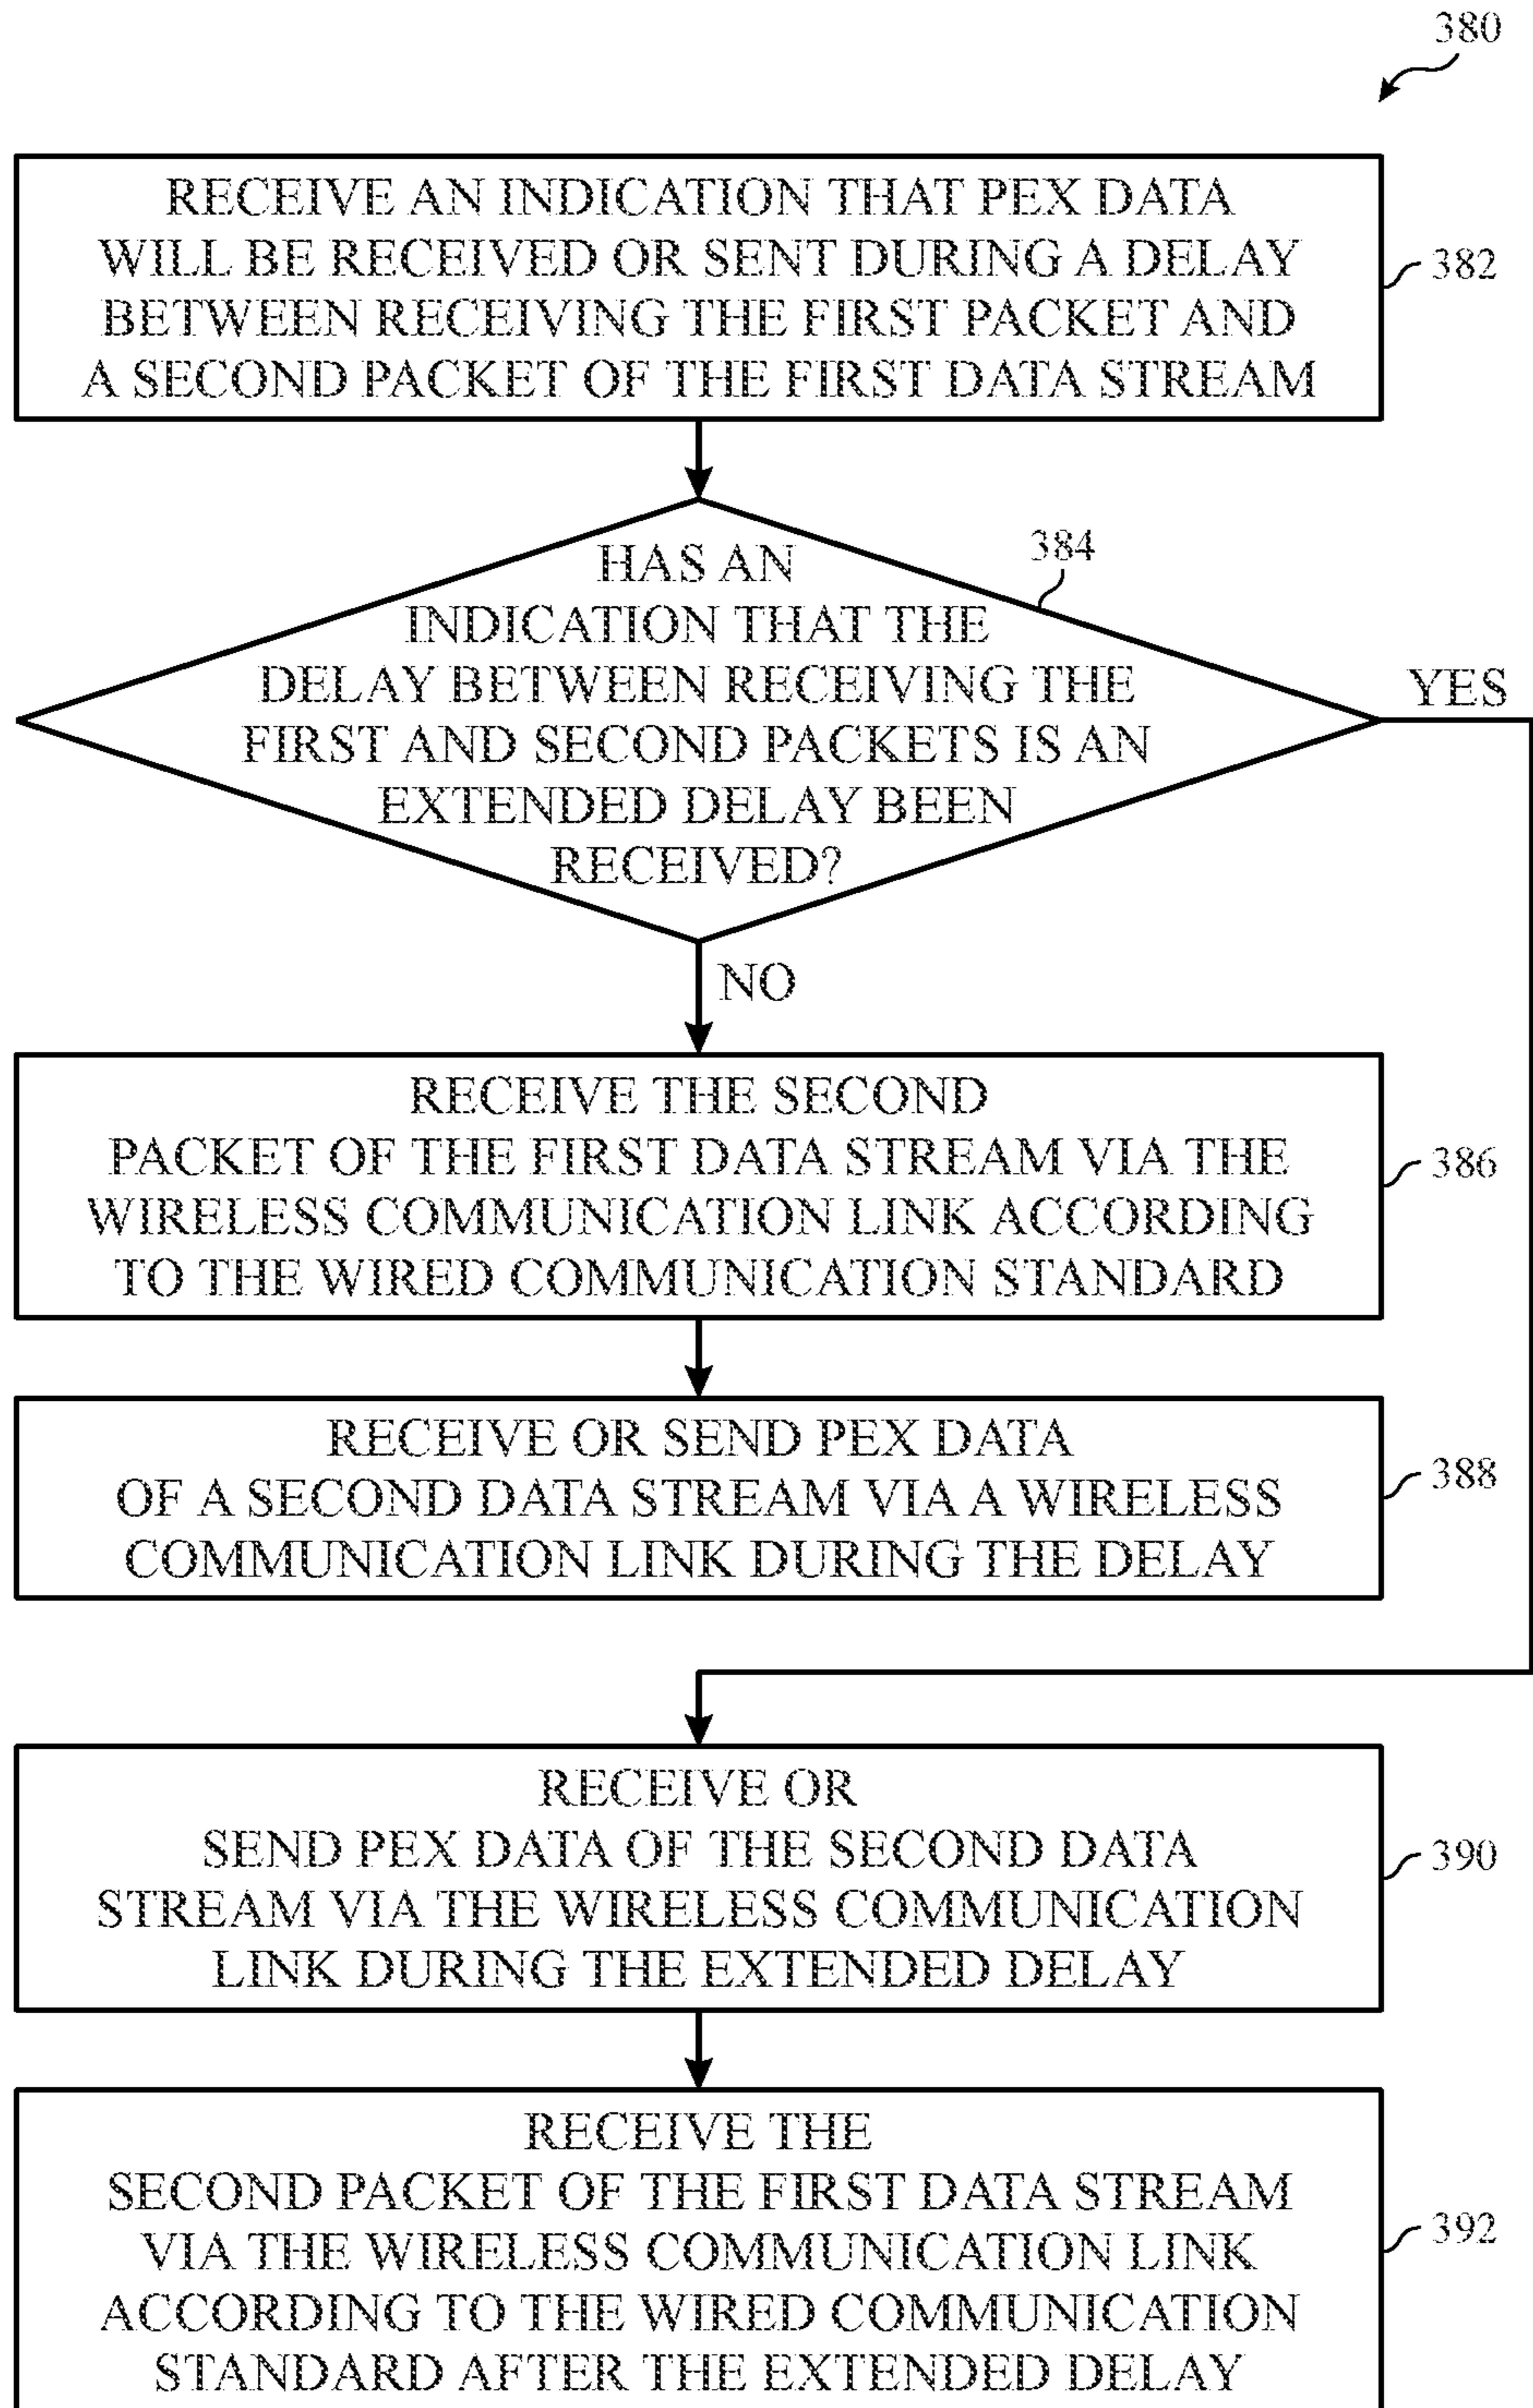 380
RECEIVE AN INDICATION THAT PEX DATA
WILL BE RECEIVED OR SENT DURING A DELAY
BETWEEN RECEIVING THE FIRST PACKET AND
A SECOND PACKET OF THE FIRST DATA STREAM
382
HAS AN
INDICATION THAT THE
DELAY BETWEEN RECEIVING THE
FIRST AND SECOND PACKETS IS AN
EXTENDED DELAY BEEN
RECEIVED?
384
YES
NO
RECEIVE THE SECOND
PACKET OF THE FIRST DATA STREAM VIA THE
WIRELESS COMMUNICATION LINK ACCORDING
TO THE WIRED COMMUNICATION STANDARD
386
RECEIVE OR SEND PEX DATA
OF A SECOND DATA STREAM VIA A WIRELESS
COMMUNICATION LINK DURING THE DELAY
388
RECEIVE OR
SEND PEX DATA OF THE SECOND DATA
STREAM VIA THE WIRELESS COMMUNICATION
LINK DURING THE EXTENDED DELAY
390
RECEIVE THE
SECOND PACKET OF THE FIRST DATA STREAM
VIA THE WIRELESS COMMUNICATION LINK
ACCORDING TO THE WIRED COMMUNICATION
STANDARD AFTER THE EXTENDED DELAY
392